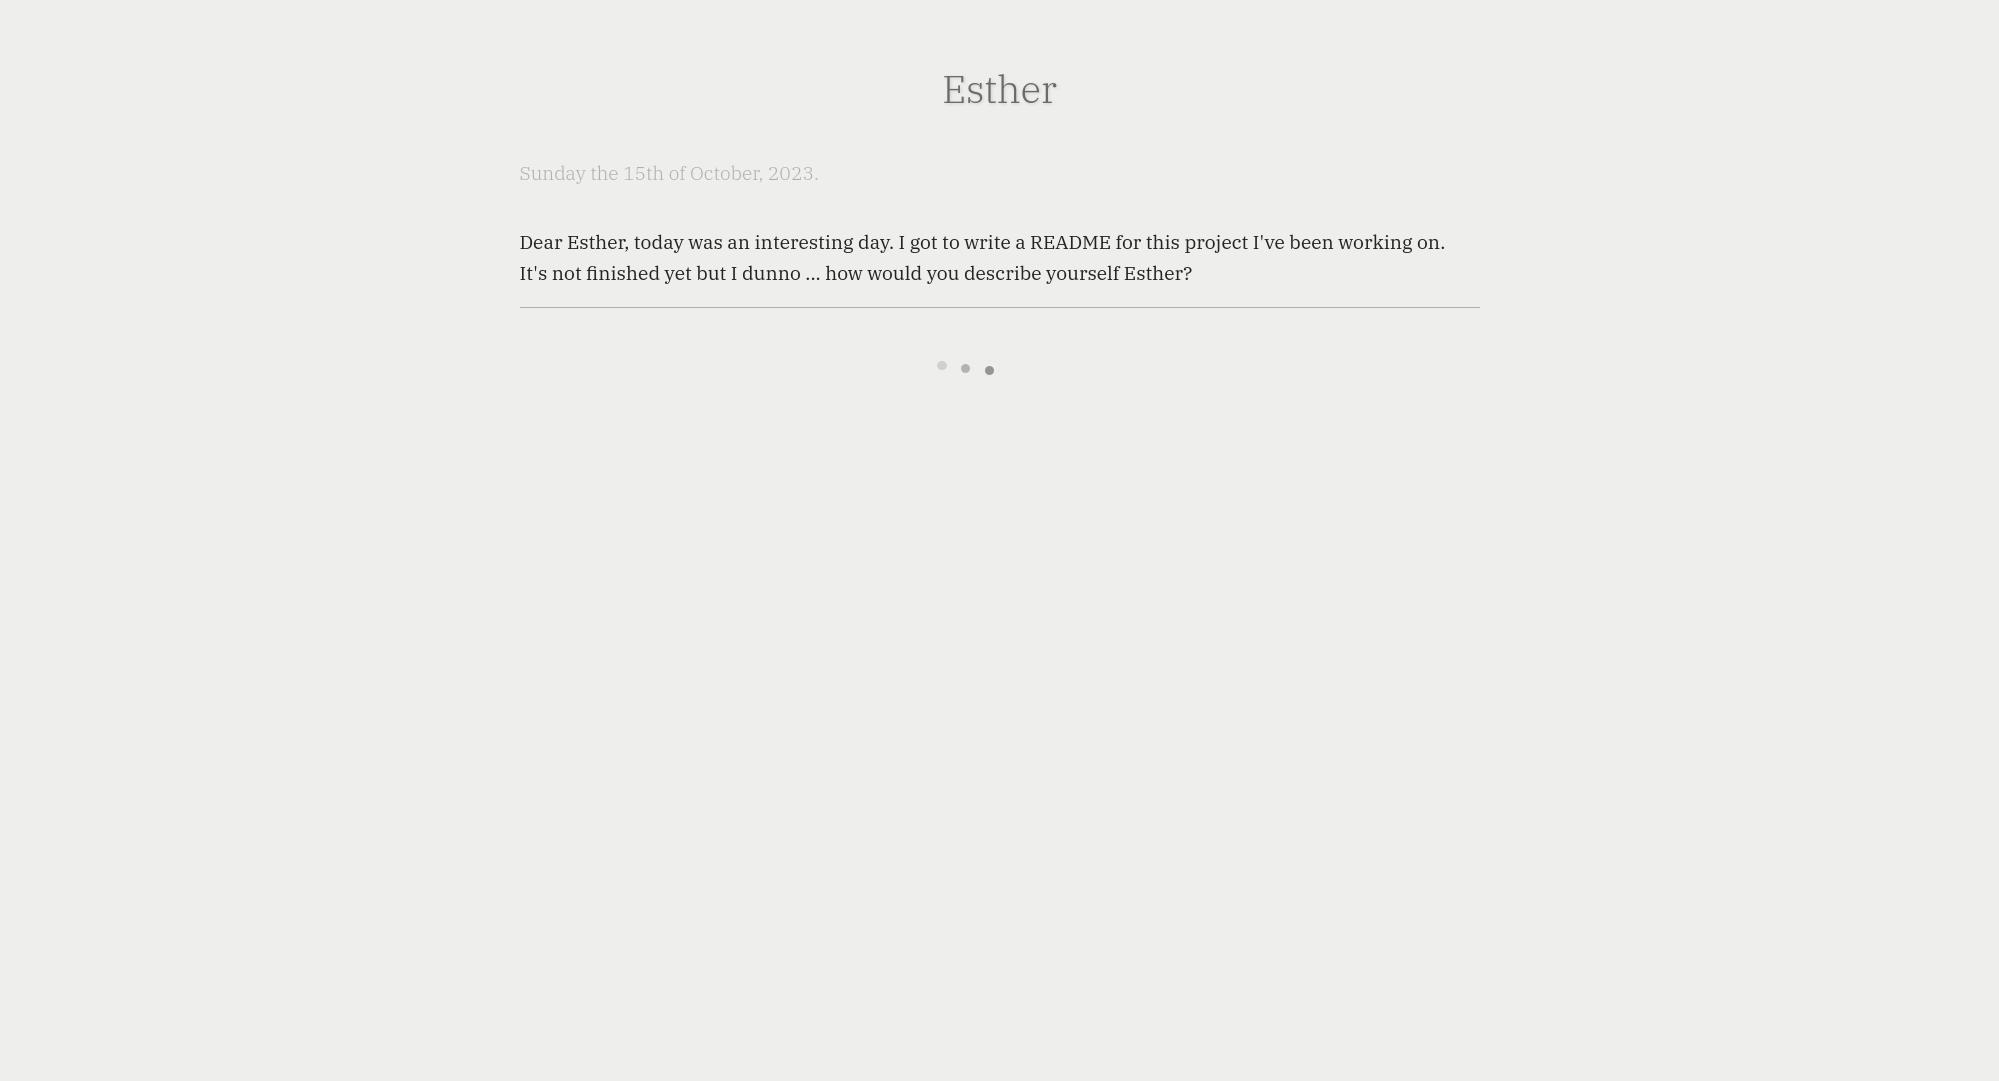 Esther
Sunday the 15th of October, 2023.
Dear Esther, today was an interesting day. I got to write a README for this project I've been working on.
It's not finished yet but I dunno ... how would you describe yourself Esther?